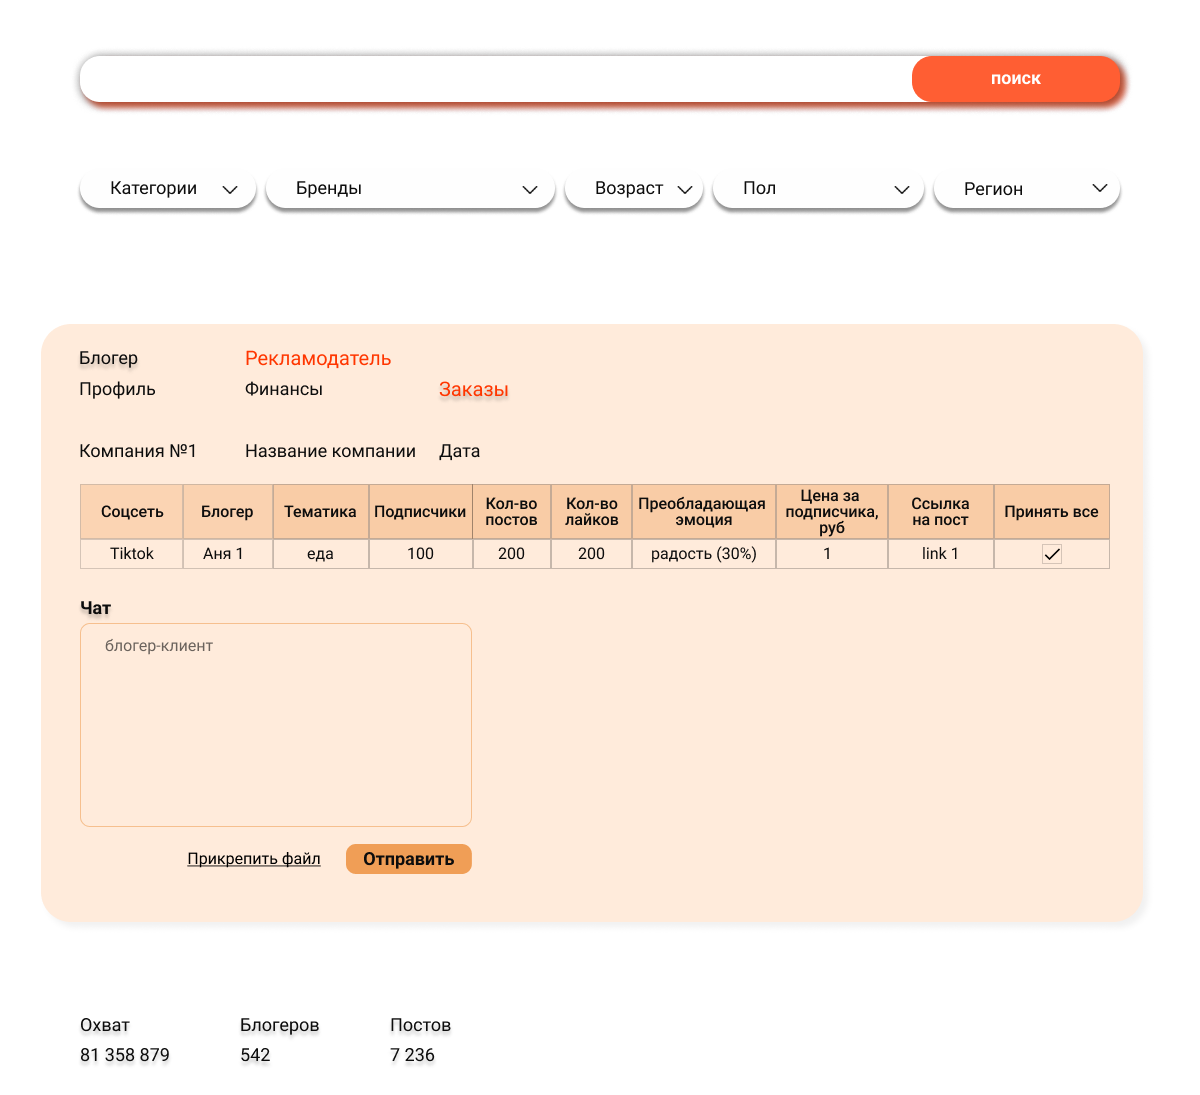 поиск
Категории Бренды Возраст Пол Регион
Блогер Рекламодатель
Профиль Финансы Заказы
Компания №1 Название компании Дата
Соцсеть Блогер Тематика Подписчики Кол-во постов Кол-во лайков Преобладающая эмоция Цена за подписчика, руб Ссылка на пост Принять все
Tiktok Аня 1 еда 100 200 200 радость (30%) 1 link 1
Чат
блогер-клиент
Прикрепить файл Отправить
Охват Блогеров Постов
81 358 879 542 7 236